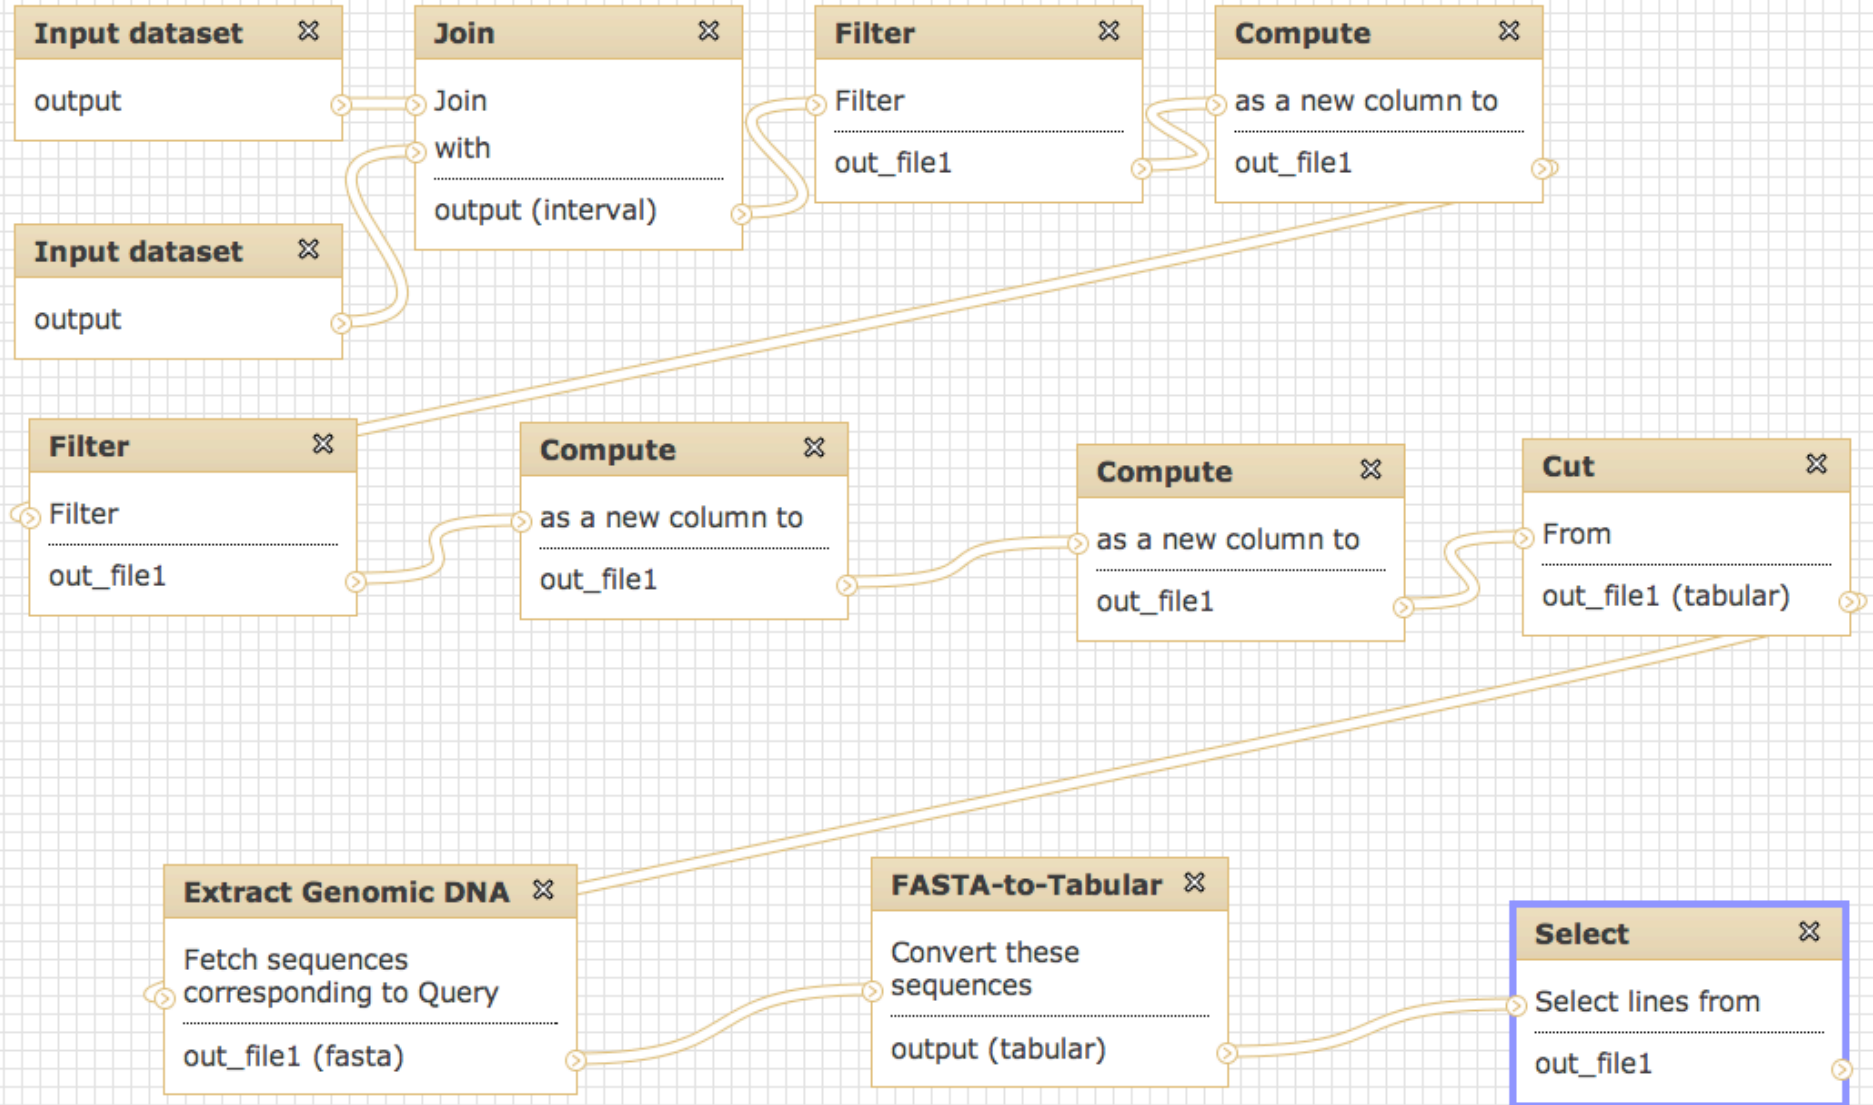 Input dataset
output
Join
Join
with
output (interval)
Filter
Filter
out_file1
Compute
as a new column to
out_file1
Input dataset
output
Filter
Filter
out_file1
Compute
as a new column to
out_file1
Compute
as a new column to
out_file1
Cut
From
out_file1 (tabular)
Extract Genomic DNA
Fetch sequences
corresponding to Query
out_file1 (fasta)
FASTA-to-Tabular
Convert these
sequences
output (tabular)
Select
Select lines from
out_file1